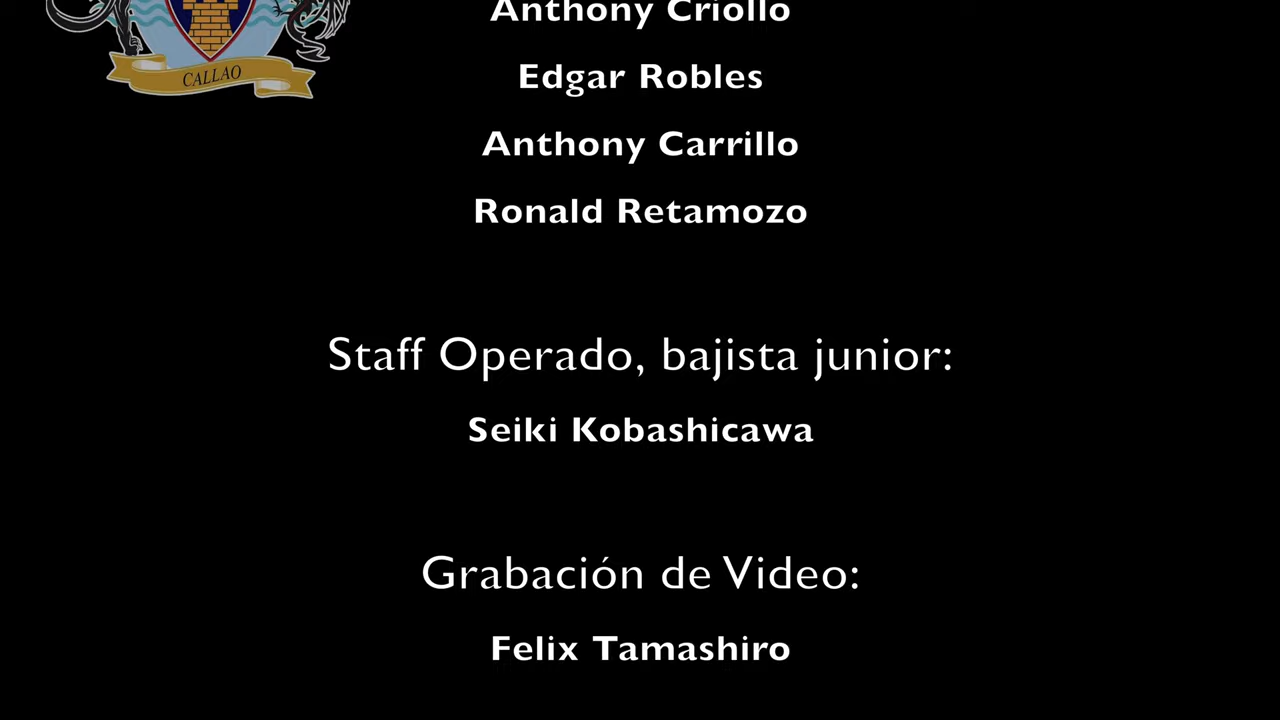 Anthony Criollo
CALLAO
Edgar Robles
Anthony Carrillo
Ronald Retamozo
Staff Operado, bajista junior:
Seiki Kobashicawa
Grabación de Video:
Felix Tamashiro